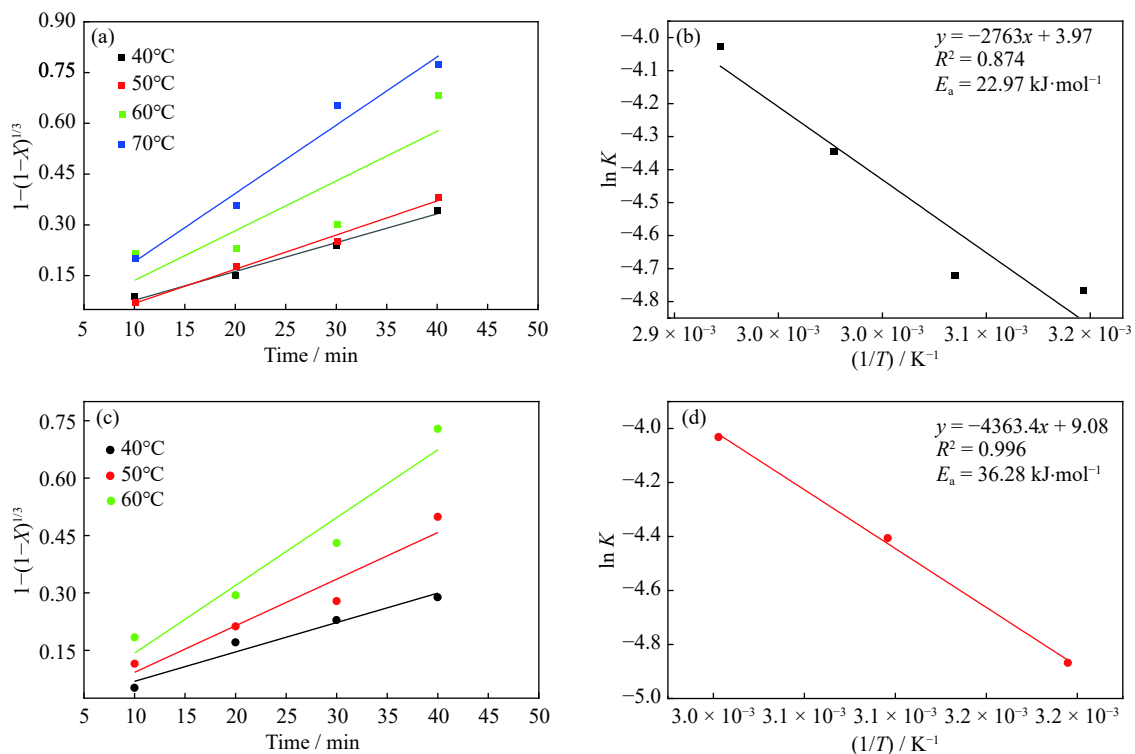 (a)
40°C
50°C
60°C
70°C
0.90
0.75
0.60
0.45
0.30
0.15
1−(1−X)^{1/3}
5 10 15 20 25 30 35 40 45 50
Time / min
(b)
y = −2763x + 3.97
R² = 0.874
Eₐ = 22.97 kJ·mol⁻¹
−4.0
−4.1
−4.2
−4.3
−4.4
−4.5
−4.6
−4.7
−4.8
ln K
2.9 × 10⁻³ 3.0 × 10⁻³ 3.0 × 10⁻³ 3.1 × 10⁻³ 3.2 × 10⁻³
(1/T) / K⁻¹
(c)
40°C
50°C
60°C
0.75
0.60
0.45
0.30
0.15
1−(1−X)^{1/3}
5 10 15 20 25 30 35 40 45 50
Time / min
(d)
y = −4363.4x + 9.08
R² = 0.996
Eₐ = 36.28 kJ·mol⁻¹
−4.0
−4.2
−4.4
−4.6
−4.8
−5.0
ln K
3.0 × 10⁻³ 3.1 × 10⁻³ 3.1 × 10⁻³ 3.2 × 10⁻³ 3.2 × 10⁻³
(1/T) / K⁻¹